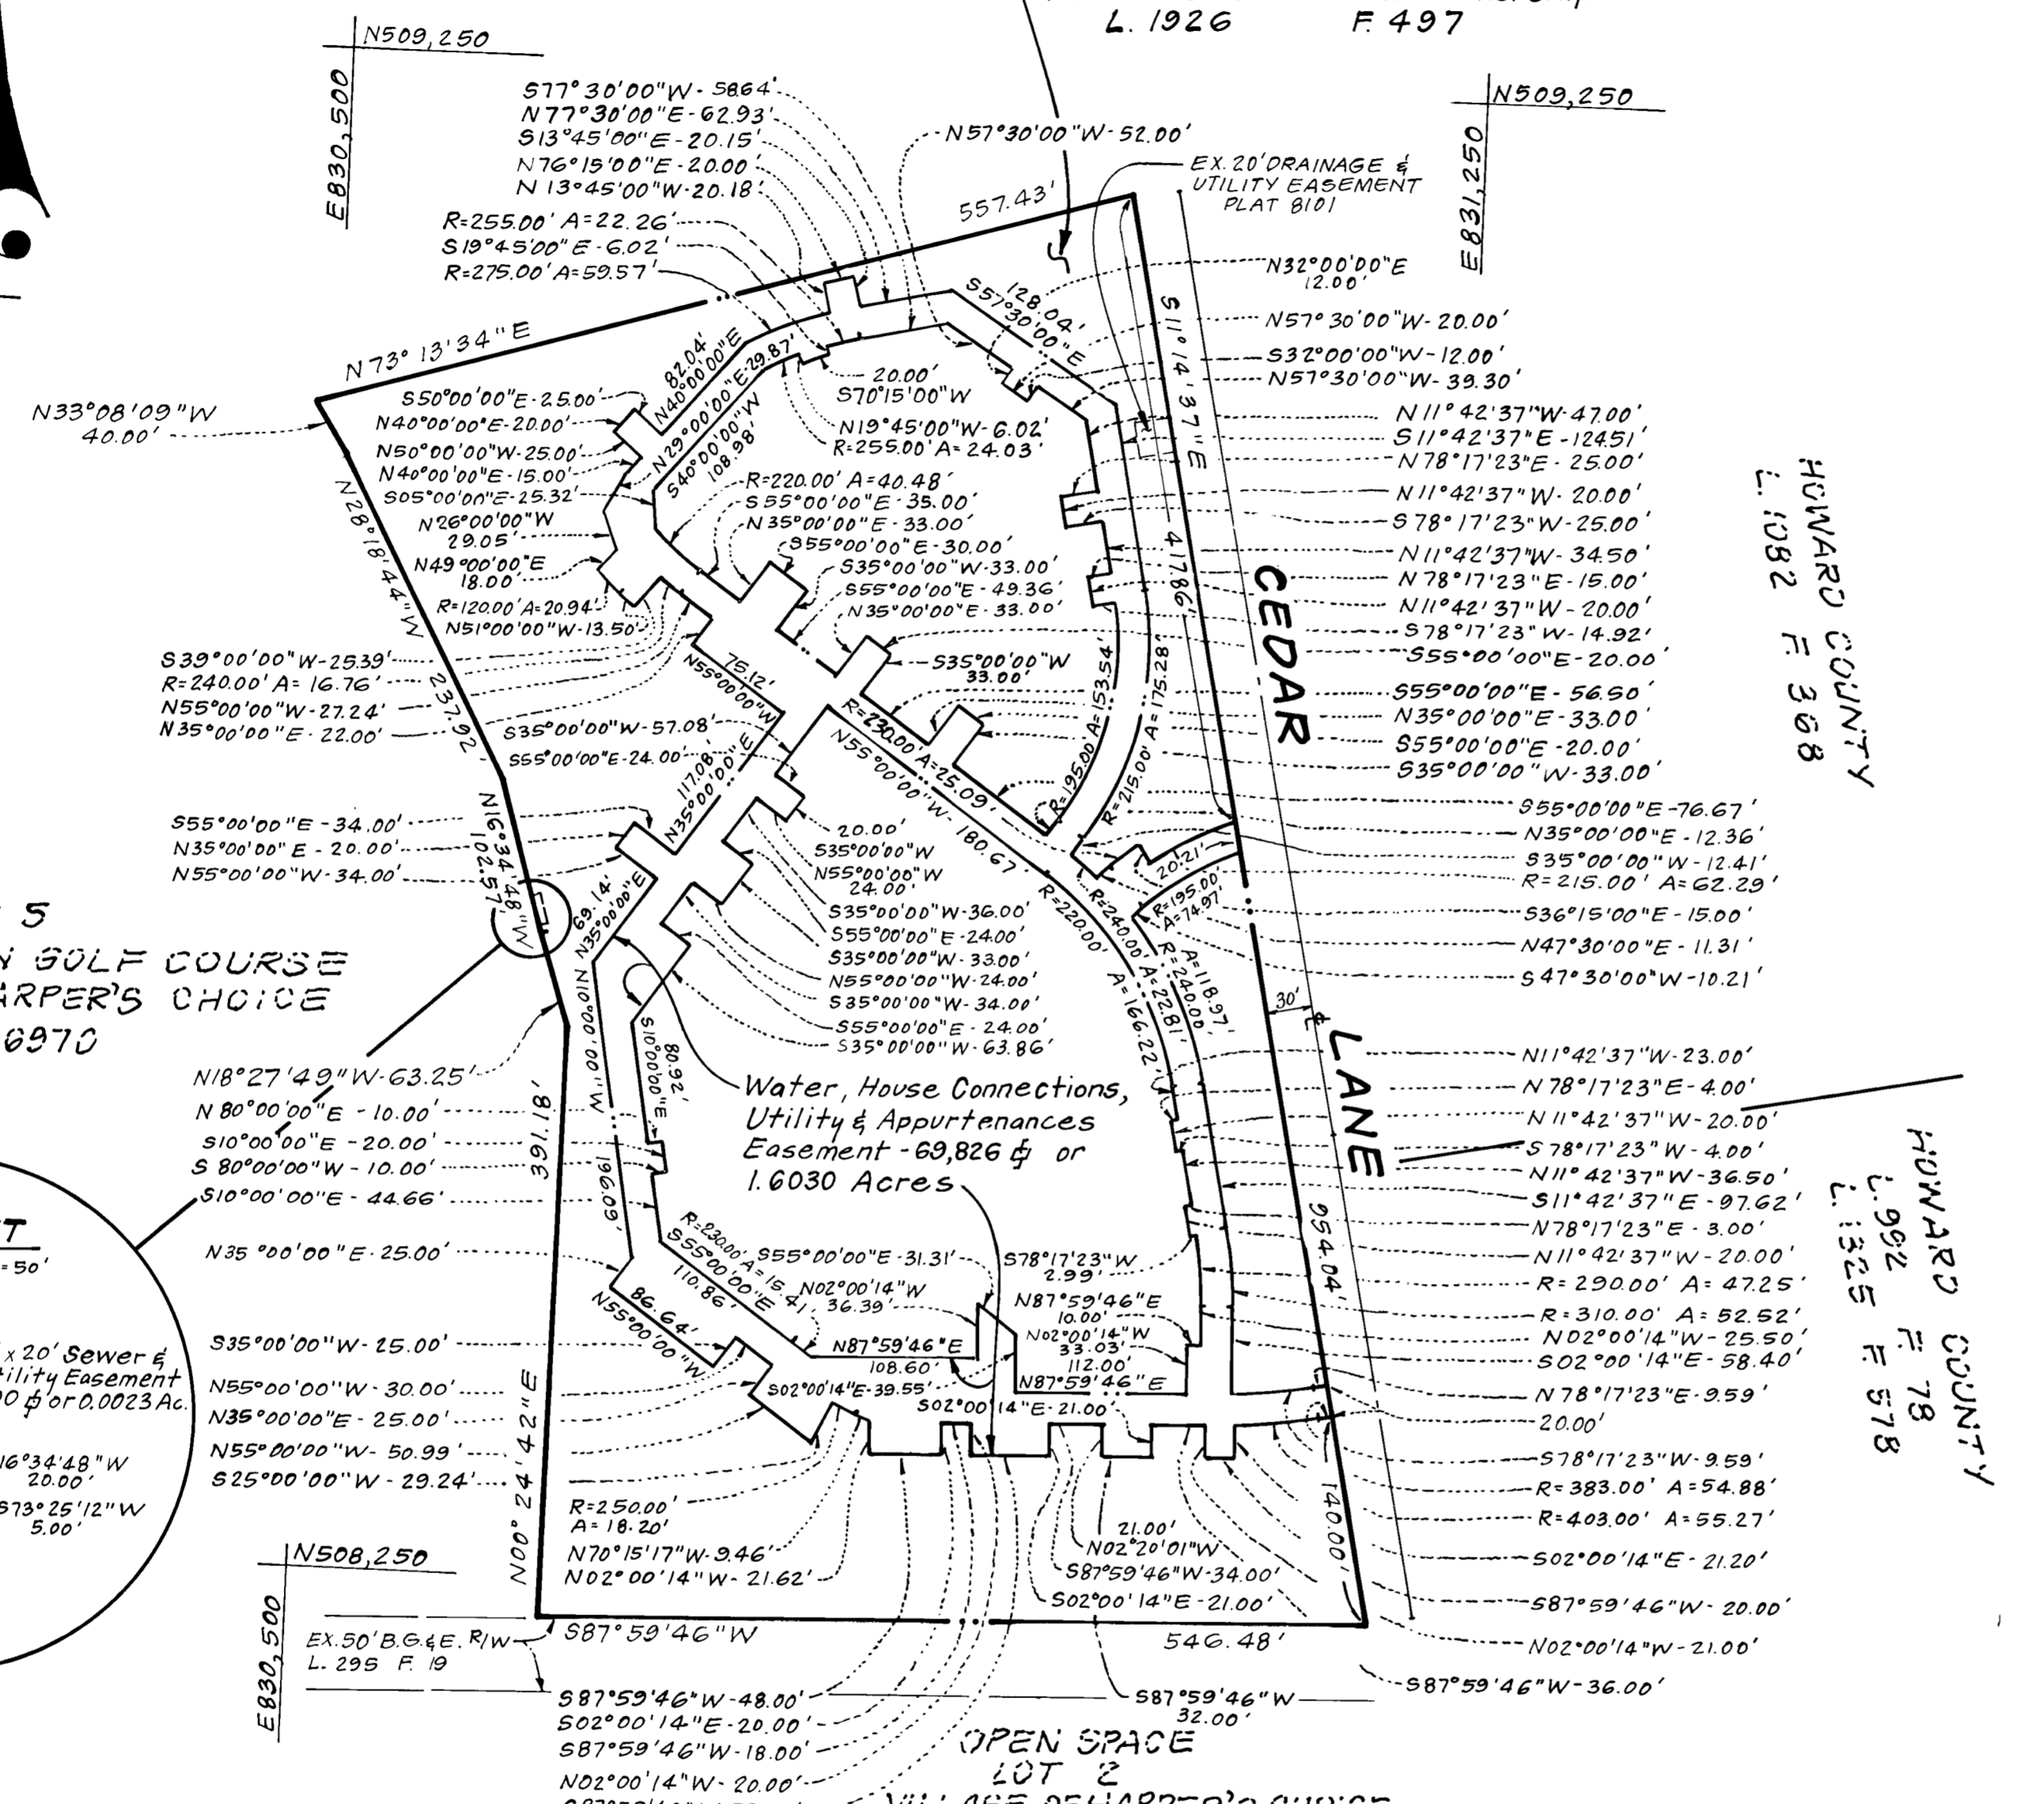 L. 1926 F. 497
N509,250
E830,500
N509,250
E831,250
S77°30'00"W - 58.64'
N77°30'00"E - 62.93'
S13°45'00"E - 20.15'
N76°15'00"E - 20.00'
N13°45'00"W - 20.18'
R=255.00' A=22.26'
S19°45'00"E - 6.02'
R=275.00' A=59.57'
N57°30'00"W - 52.00'
EX. 20' DRAINAGE &
UTILITY EASEMENT
PLAT 8101
557.43'
N73°13'34"E
N33°08'09"W
40.00'
N28°18'44"W
237.92'
S50°00'00"E - 25.00'
N40°00'00"E - 20.00'
N50°00'00"W - 25.00'
N40°00'00"E - 15.00'
S05°00'00"E - 25.32'
N26°00'00"W
29.05'
N49°00'00"E
18.00'
R=120.00' A=20.94'
N51°00'00"W - 13.50'
82.04'
N40°00'00"E
N29°00'00"E - 29.87'
S40°00'00"W
108.98'
20.00'
S70°15'00"W
N19°45'00"W - 6.02'
R=255.00' A=24.03'
128.04'
S57°30'00"E
R=220.00' A=40.48'
S55°00'00"E - 35.00'
N35°00'00"E - 33.00'
S55°00'00"E - 30.00'
S35°00'00"W - 33.00'
S55°00'00"E - 49.36'
N35°00'00"E - 33.00'
S35°00'00"W
33.00'
N32°00'00"E
12.00'
N57°30'00"W - 20.00'
S32°00'00"W - 12.00'
N57°30'00"W - 39.30'
N11°42'37"W - 47.00'
S11°42'37"E - 124.51'
N78°17'23"E - 25.00'
N11°42'37"W - 20.00'
S78°17'23"W - 25.00'
N11°42'37"W - 34.50'
N78°17'23"E - 15.00'
N11°42'37"W - 20.00'
S78°17'23"W - 14.92'
S55°00'00"E - 20.00'
S55°00'00"E - 56.50'
N35°00'00"E - 33.00'
S55°00'00"E - 20.00'
S35°00'00"W - 33.00'
S55°00'00"E - 76.67'
N35°00'00"E - 12.36'
S35°00'00"W - 12.41'
R=215.00' A=62.29'
S36°15'00"E - 15.00'
N47°30'00"E - 11.31'
S47°30'00"W - 10.21'
S11°14'37"E
417.86'
CEDAR
LANE
HOWARD COUNTY
L. 1082 F. 368
S39°00'00"W - 25.39'
R=240.00' A=16.76'
N55°00'00"W - 27.24'
N35°00'00"E - 22.00'
75.12'
N55°00'00"W
S35°00'00"W - 57.08'
S55°00'00"E - 24.00'
117.08'
N35°00'00"E
R=230.00' A=25.09'
N55°00'00"W - 180.67'
R=195.00' A=153.54'
R=215.00' A=175.28'
20.21'
R=195.00'
A=74.97'
R=220.00' A=166.22'
R=240.00' A=22.81'
A=118.97'
R=240.00'
S55°00'00"E - 34.00'
N35°00'00"E - 20.00'
N55°00'00"W - 34.00'
N16°34'48"W
102.57'
69.14'
N35°00'00"E
20.00'
S35°00'00"W
N55°00'00"W
24.00'
S35°00'00"W - 36.00'
S55°00'00"E - 24.00'
S35°00'00"W - 33.00'
N55°00'00"W - 24.00'
S35°00'00"W - 34.00'
S55°00'00"E - 24.00'
S35°00'00"W - 63.86'
5
GOLF COURSE
HARPER'S CHOICE
6970
N18°27'49"W - 63.25'
N80°00'00"E - 10.00'
S10°00'00"E - 20.00'
S80°00'00"W - 10.00'
S10°00'00"E - 44.66'
N35°00'00"E - 25.00'
391.18'
N00°24'42"E
N10°00'00"W
196.09'
80.92'
S10°00'00"E
Water, House Connections,
Utility & Appurtenances
Easement - 69,826 sq. ft. or
1.6030 Acres
30'
N11°42'37"W - 23.00'
N78°17'23"E - 4.00'
N11°42'37"W - 20.00'
S78°17'23"W - 4.00'
N11°42'37"W - 36.50'
S11°42'37"E - 97.62'
N78°17'23"E - 3.00'
N11°42'37"W - 20.00'
R=290.00' A=47.25'
R=310.00' A=52.52'
N02°00'14"W - 25.50'
S02°00'14"E - 58.40'
N78°17'23"E - 9.59'
20.00'
S78°17'23"W - 9.59'
R=383.00' A=54.88'
R=403.00' A=55.27'
S02°00'14"E - 21.20'
S87°59'46"W - 20.00'
N02°00'14"W - 21.00'
S87°59'46"W - 36.00'
954.04'
140.00'
HOWARD COUNTY
L. 992 F. 78
L. 1325 F. 578
R=230.00' A=15.41'
S55°00'00"E
110.86'
S55°00'00"E - 31.31'
N02°00'14"W
36.39'
S78°17'23"W
2.99'
N87°59'46"E
10.00'
N02°00'14"W
33.03'
112.00'
N87°59'46"E
N87°59'46"E
108.60'
S02°00'14"E - 39.55'
S02°00'14"E - 21.00'
86.64'
N55°00'00"W
S35°00'00"W - 25.00'
N55°00'00"W - 30.00'
N35°00'00"E - 25.00'
N55°00'00"W - 50.99'
S25°00'00"W - 29.24'
R=250.00'
A=18.20'
N70°15'17"W - 9.46'
N02°00'14"W - 21.62'
21.00'
N02°20'01"W
S87°59'46"W - 34.00'
S02°00'14"E - 21.00'
T
= 50'
x 20' Sewer &
Utility Easement
or 0.0023 Ac.
16°34'48"W
20.00'
S73°25'12"W
5.00'
N508,250
E830,500
EX. 50' B.G.&E. R/W
L. 295 F. 19
S87°59'46"W
546.48'
S87°59'46"W - 48.00'
S02°00'14"E - 20.00'
S87°59'46"W - 18.00'
N02°00'14"W - 20.00'
S87°59'46"W
32.00'
OPEN SPACE
LOT 2
VILLAGE OF HARPER'S CHOICE